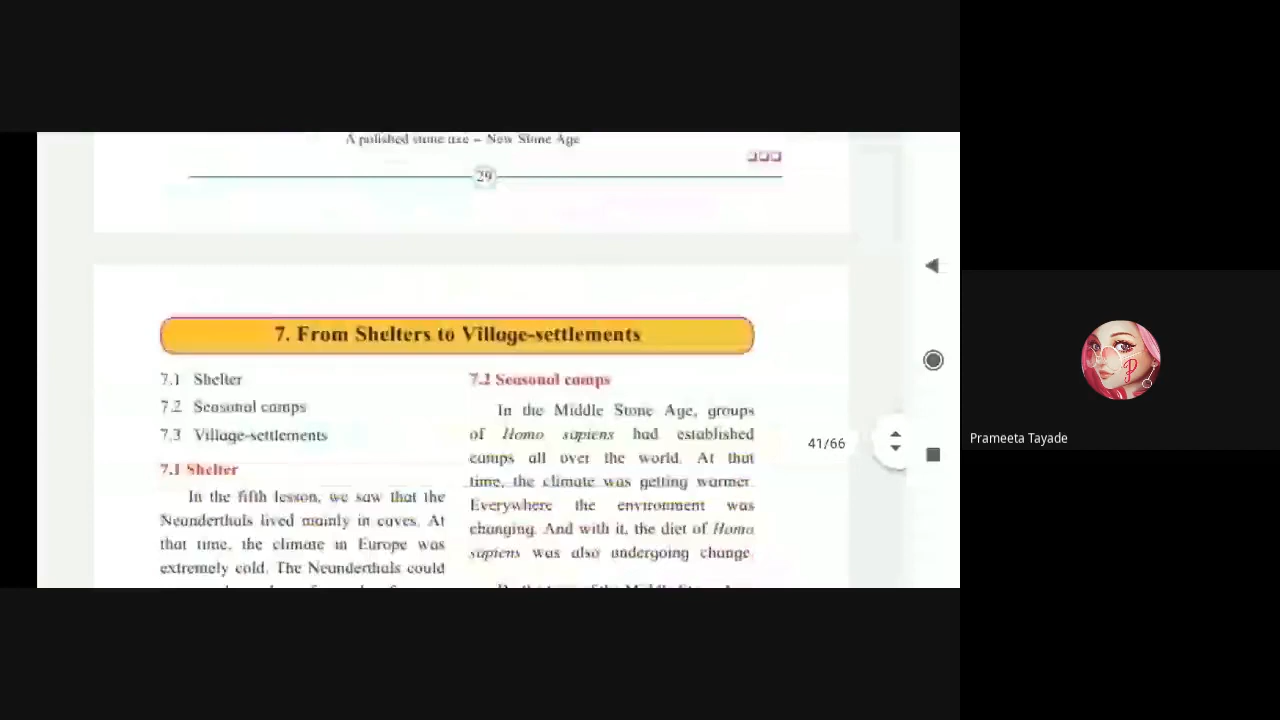 A polished stone axe – New Stone Age
29
7. From Shelters to Village-settlements
7.1 Shelter
7.2 Seasonal camps
7.3 Village-settlements
7.1 Shelter
In the fifth lesson, we saw that the
Neanderthals lived mainly in caves. At
that time, the climate in Europe was
extremely cold. The Neanderthals could
7.2 Seasonal camps
In the Middle Stone Age, groups
of Homo sapiens had established
camps all over the world. At that
time, the climate was getting warmer.
Everywhere the environment was
changing. And with it, the diet of Homo
sapiens was also undergoing change.
41/66
P
Prameeta Tayade